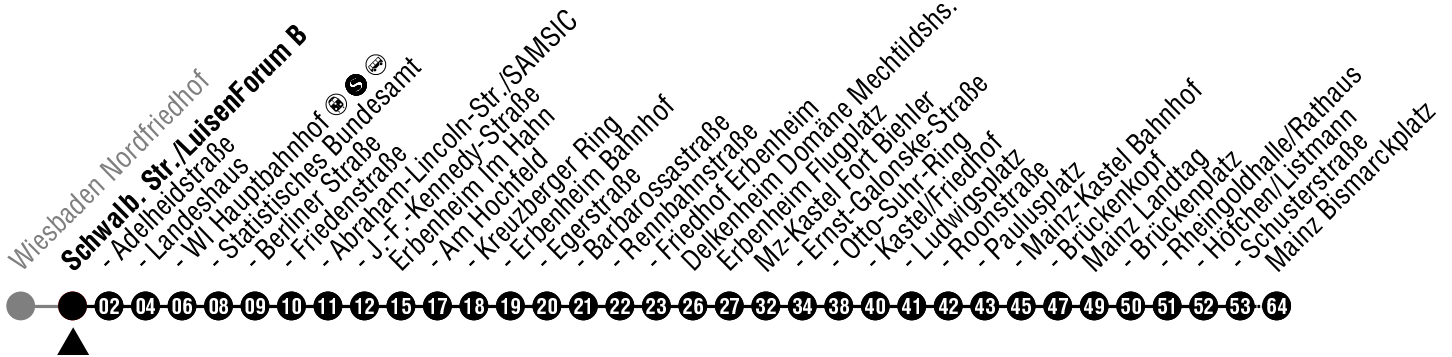 Wiesbaden Nordfriedhof
Schwalb. Str./LuisenForum B
- Adelheidstraße
- Landeshaus
- WI Hauptbahnhof S
- Statistisches Bundesamt
- Berliner Straße
- Friedenstraße
- Abraham-Lincoln-Str./SAMSIC
- J.-F.-Kennedy-Straße
Erbenheim Im Hahn
- Am Hochfeld
- Kreuzberger Ring
- Erbenheim Bahnhof
- Egerstraße
- Barbarossastraße
- Rennbahnstraße
- Friedhof Erbenheim
Delkenheim Domäne Mechtildshs.
Erbenheim Flugplatz
Mz-Kastel Fort Biehler
- Ernst-Galonske-Straße
- Otto-Suhr-Ring
- Kastel/Friedhof
- Ludwigsplatz
- Roonstraße
- Paulusplatz
- Mainz-Kastel Bahnhof
- Brückenkopf
Mainz Landtag
- Brückenplatz
- Rheingoldhalle/Rathaus
- Höfchen/Listmann
- Schusterstraße
Mainz Bismarckplatz
02 04 06 08 09 10 11 12 15 17 18 19 20 21 22 23 26 27 32 34 38 40 41 42 43 45 47 49 50 51 52 53 64